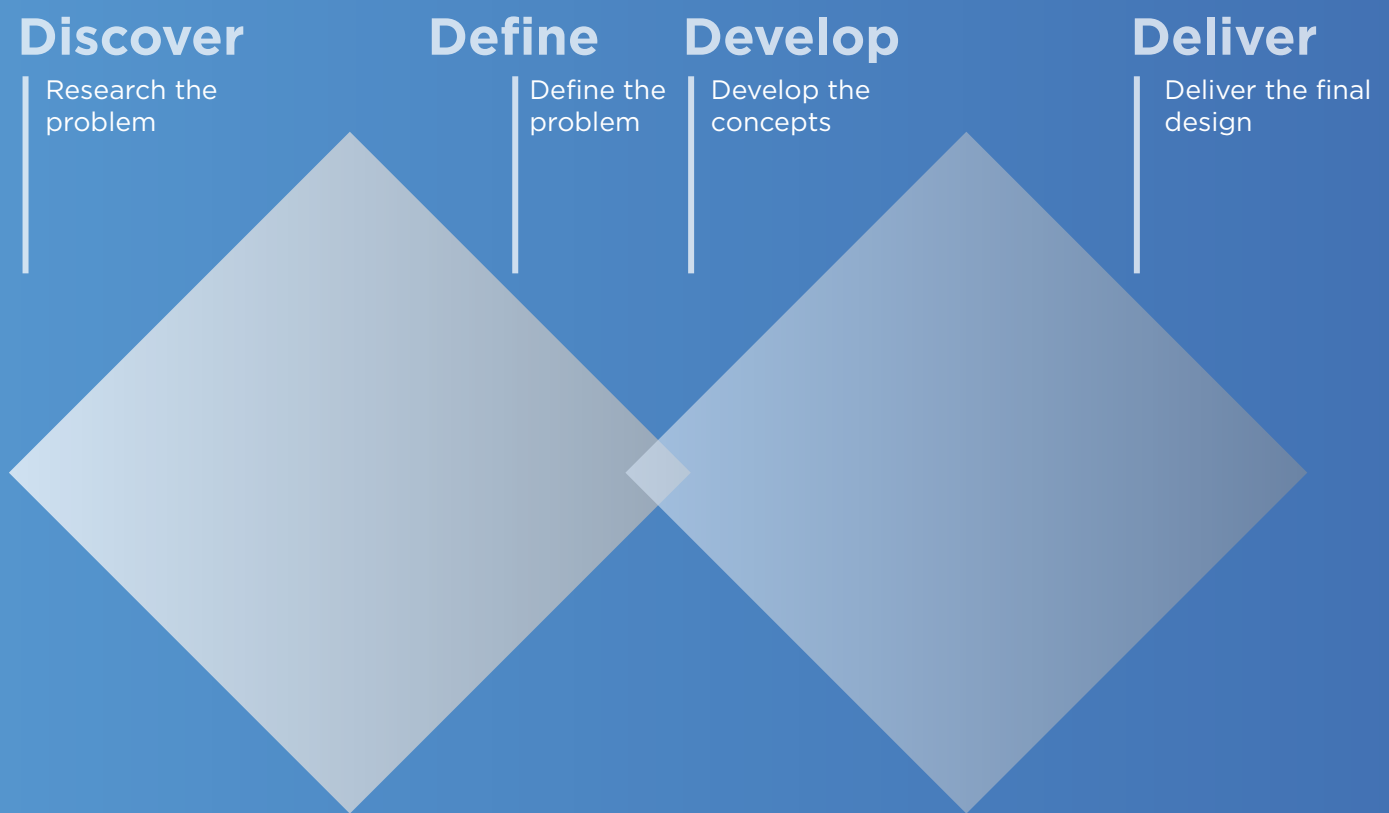 Discover
Research the
problem
Define
Define the
problem
Develop
Develop the
concepts
Deliver
Deliver the final
design